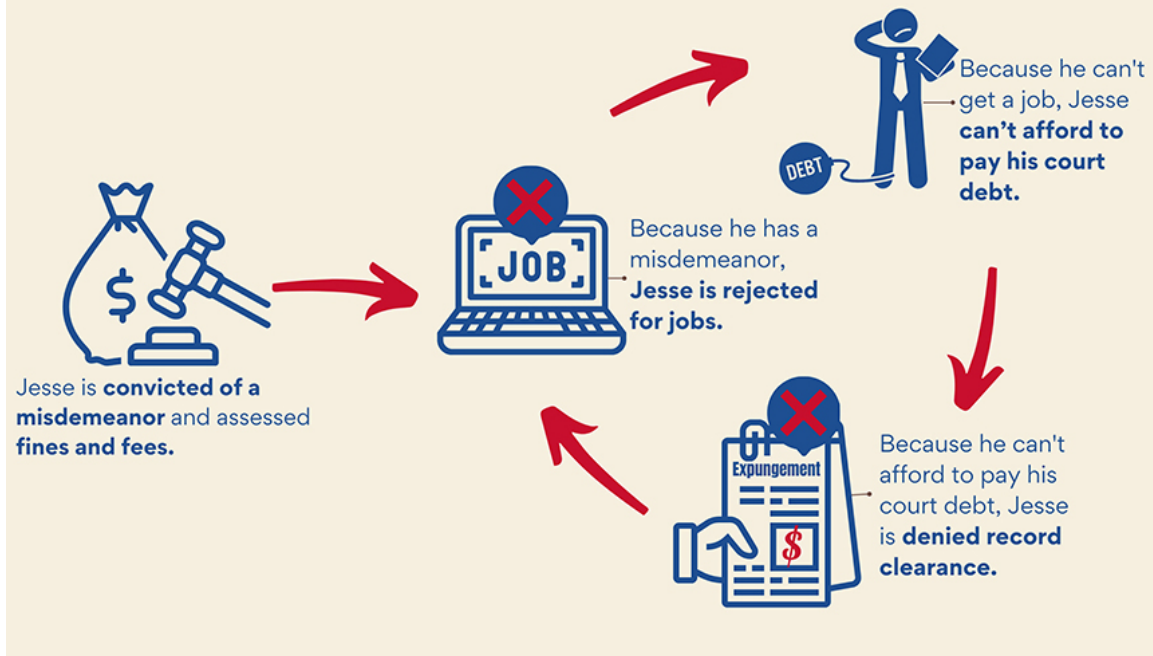 Because he can't
get a job, Jesse
can't afford to
pay his court
debt.
DEBT
JOB
Because he has a
misdemeanor,
Jesse is rejected
for jobs.
$
Jesse is convicted of a
misdemeanor and assessed
fines and fees.
Expungement
$
Because he can't
afford to pay his
court debt, Jesse
is denied record
clearance.